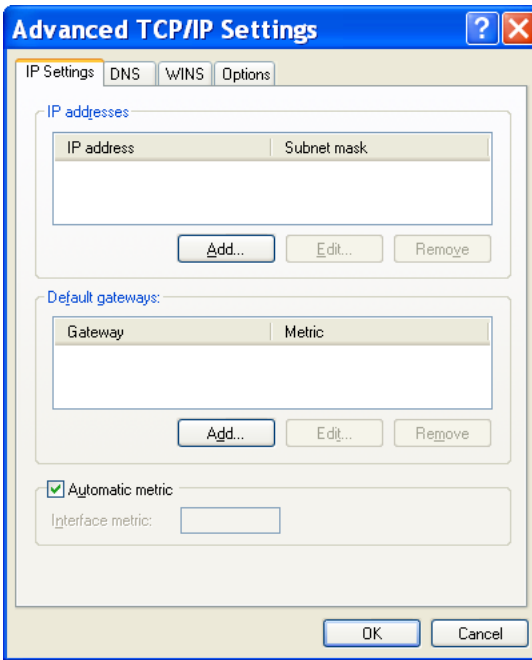 Advanced TCP/IP Settings
IP Settings DNS WINS Options
IP addresses
IP address Subnet mask
Add... Edit... Remove
Default gateways:
Gateway Metric
Add... Edit... Remove
Automatic metric
Interface metric:
OK Cancel